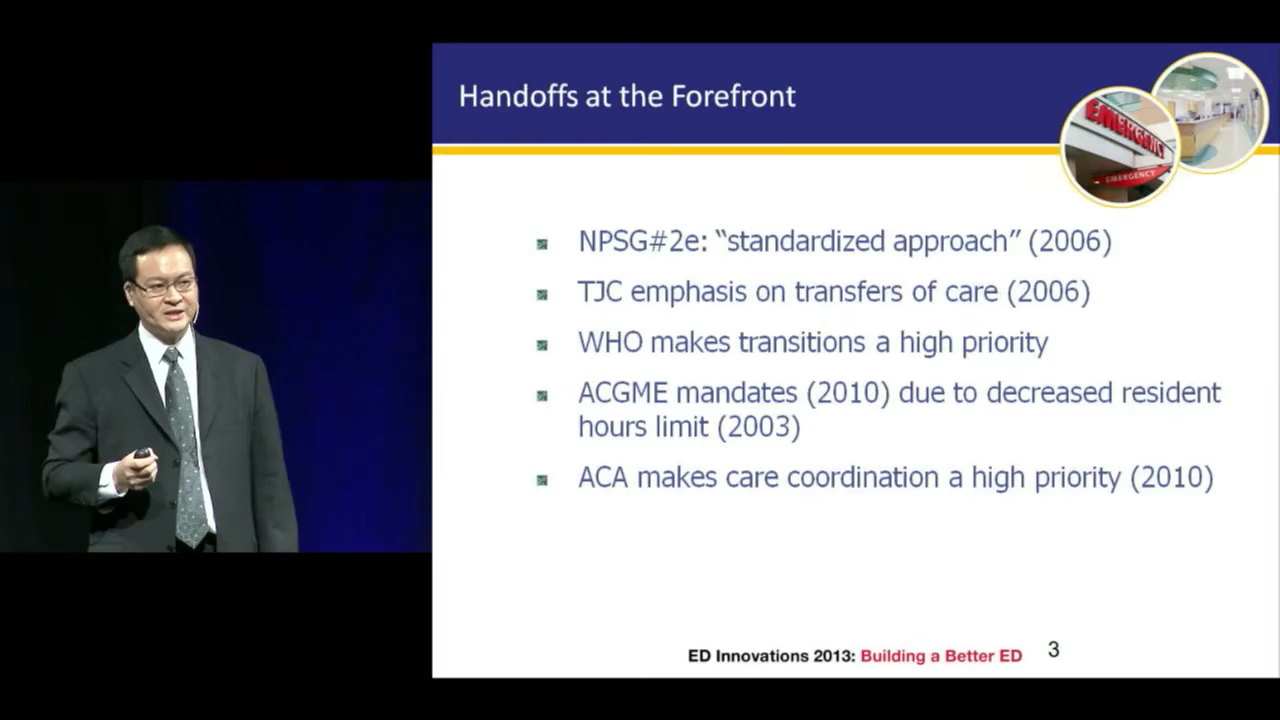 Handoffs at the Forefront
EMERGENCY
EMERGENCY
NPSG#2e: “standardized approach” (2006)
TJC emphasis on transfers of care (2006)
WHO makes transitions a high priority
ACGME mandates (2010) due to decreased resident
hours limit (2003)
ACA makes care coordination a high priority (2010)
ED Innovations 2013: Building a Better ED
3